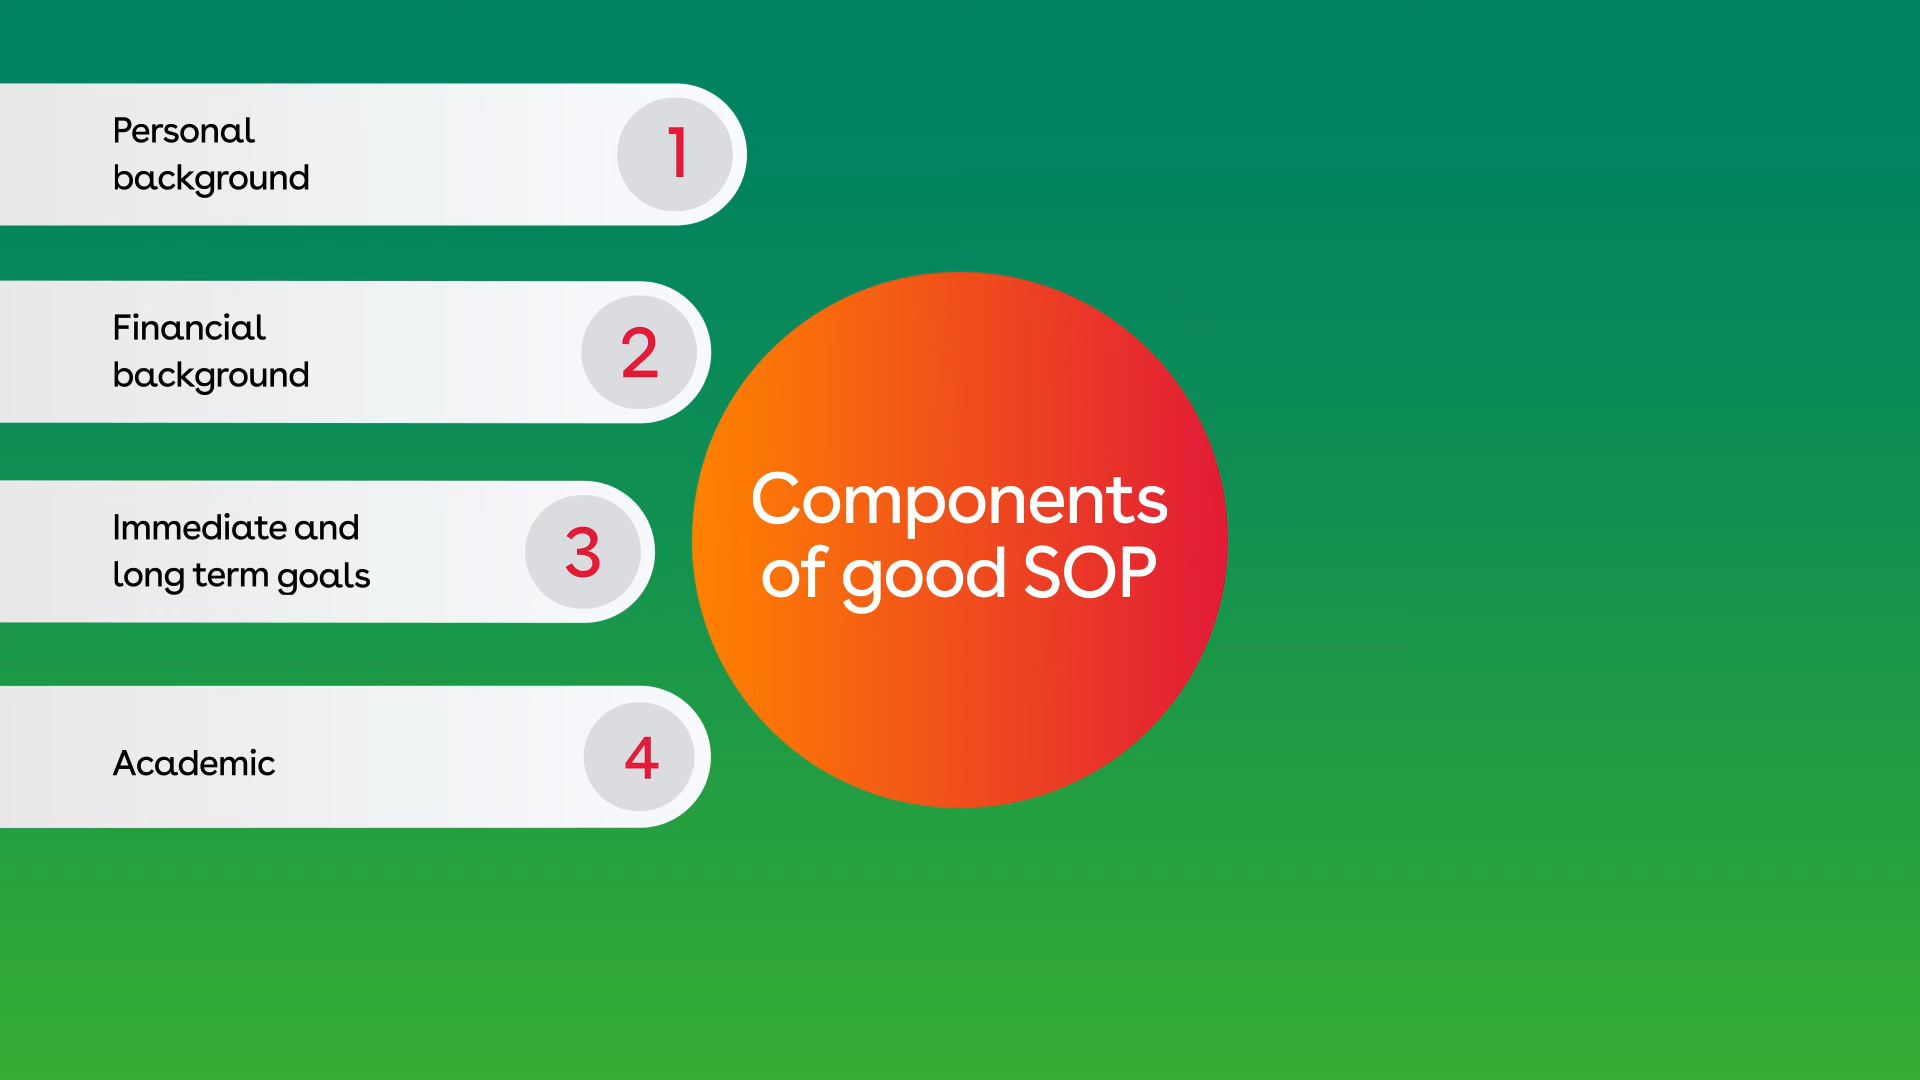 Personal
background
1
Financial
background
2
Immediate and
long term goals
3
Academic
4
Components
of good SOP